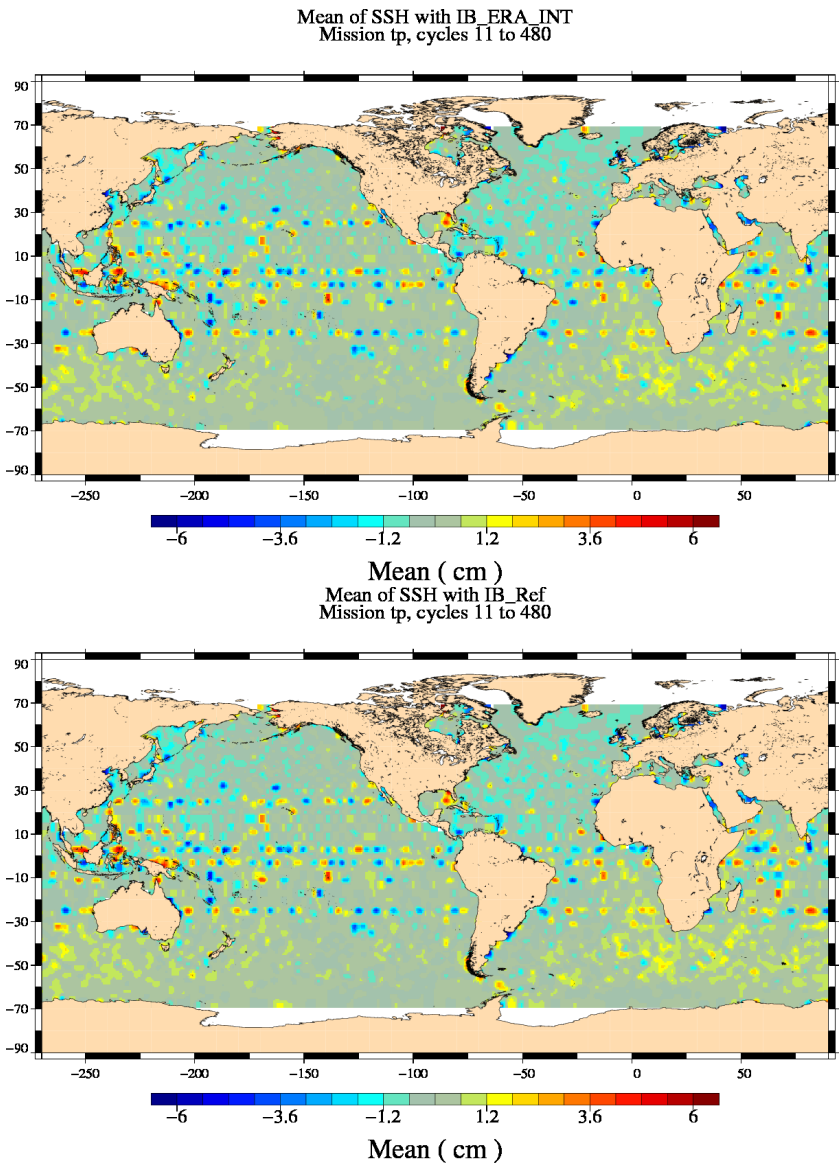 Mean of SSH with IB_ERA_INT
Mission tp, cycles 11 to 480
90
70
50
30
10
-10
-30
-50
-70
-90
-250 -200 -150 -100 -50 0 50
-6 -3.6 -1.2 1.2 3.6 6
Mean ( cm )
Mean of SSH with IB_Ref
Mission tp, cycles 11 to 480
90
70
50
30
10
-10
-30
-50
-70
-90
-250 -200 -150 -100 -50 0 50
-6 -3.6 -1.2 1.2 3.6 6
Mean ( cm )